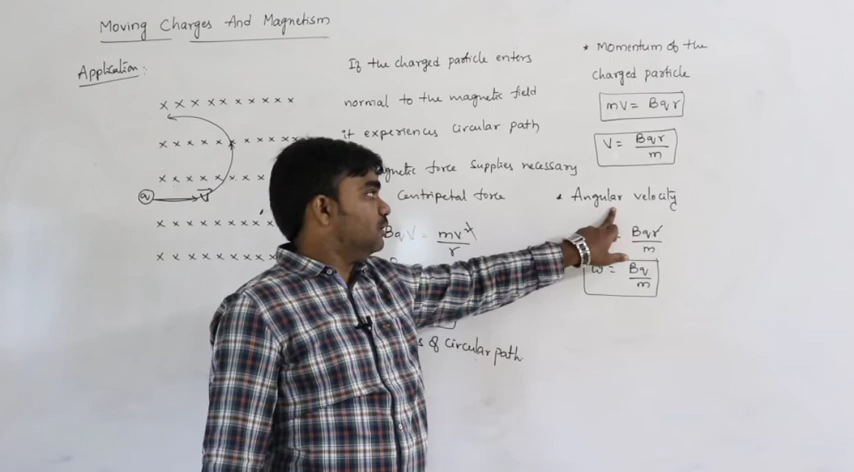 Moving Charges And Magnetism
Application:
x x x x x x x x x
x x x x x x x x x x
x x x x x
x x x x x x x x
x x x x x x x x
q
V
If the charged particle enters
normal to the magnetic field
it experiences circular path
force supplies necessary
Centripetal force
BqV = mv²/r
of circular path
* Momentum of the
charged particle
mv = Bqr
V = Bqr/m
* Angular velocity
= Bqr/m
ω = Bq/m